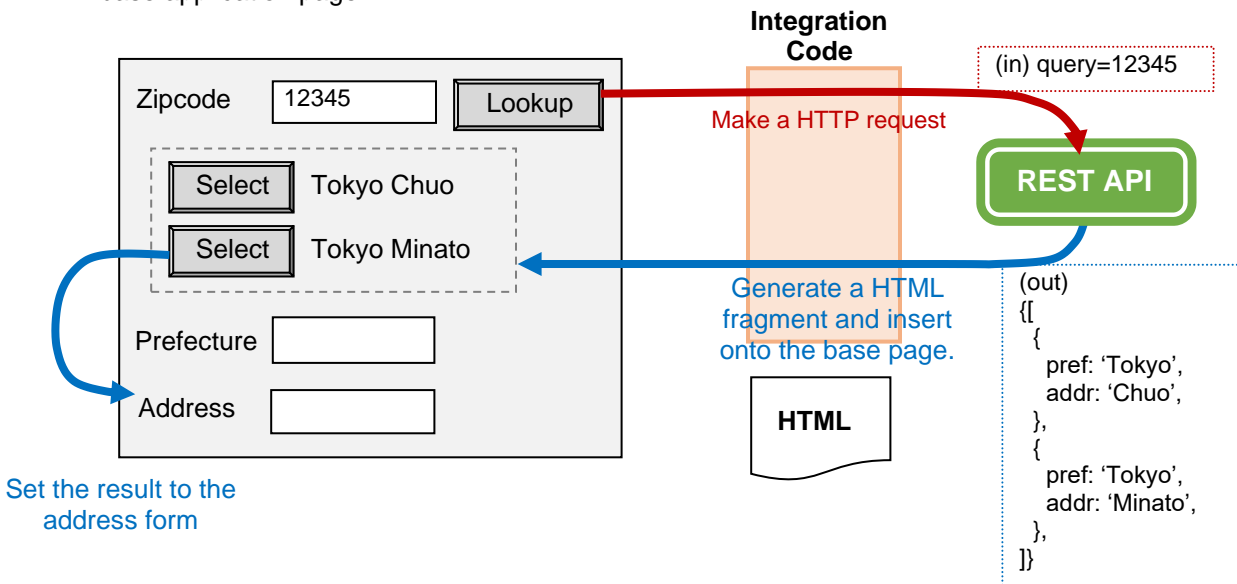 Integration
Code
(in) query=12345
Zipcode
12345
Lookup
Make a HTTP request
Select
Tokyo Chuo
REST API
Select
Tokyo Minato
Generate a HTML
fragment and insert
onto the base page.
(out)
{[
{
pref: ‘Tokyo’,
addr: ‘Chuo’,
},
{
pref: ‘Tokyo’,
addr: ‘Minato’,
},
]}
Prefecture
Address
HTML
Set the result to the
address form